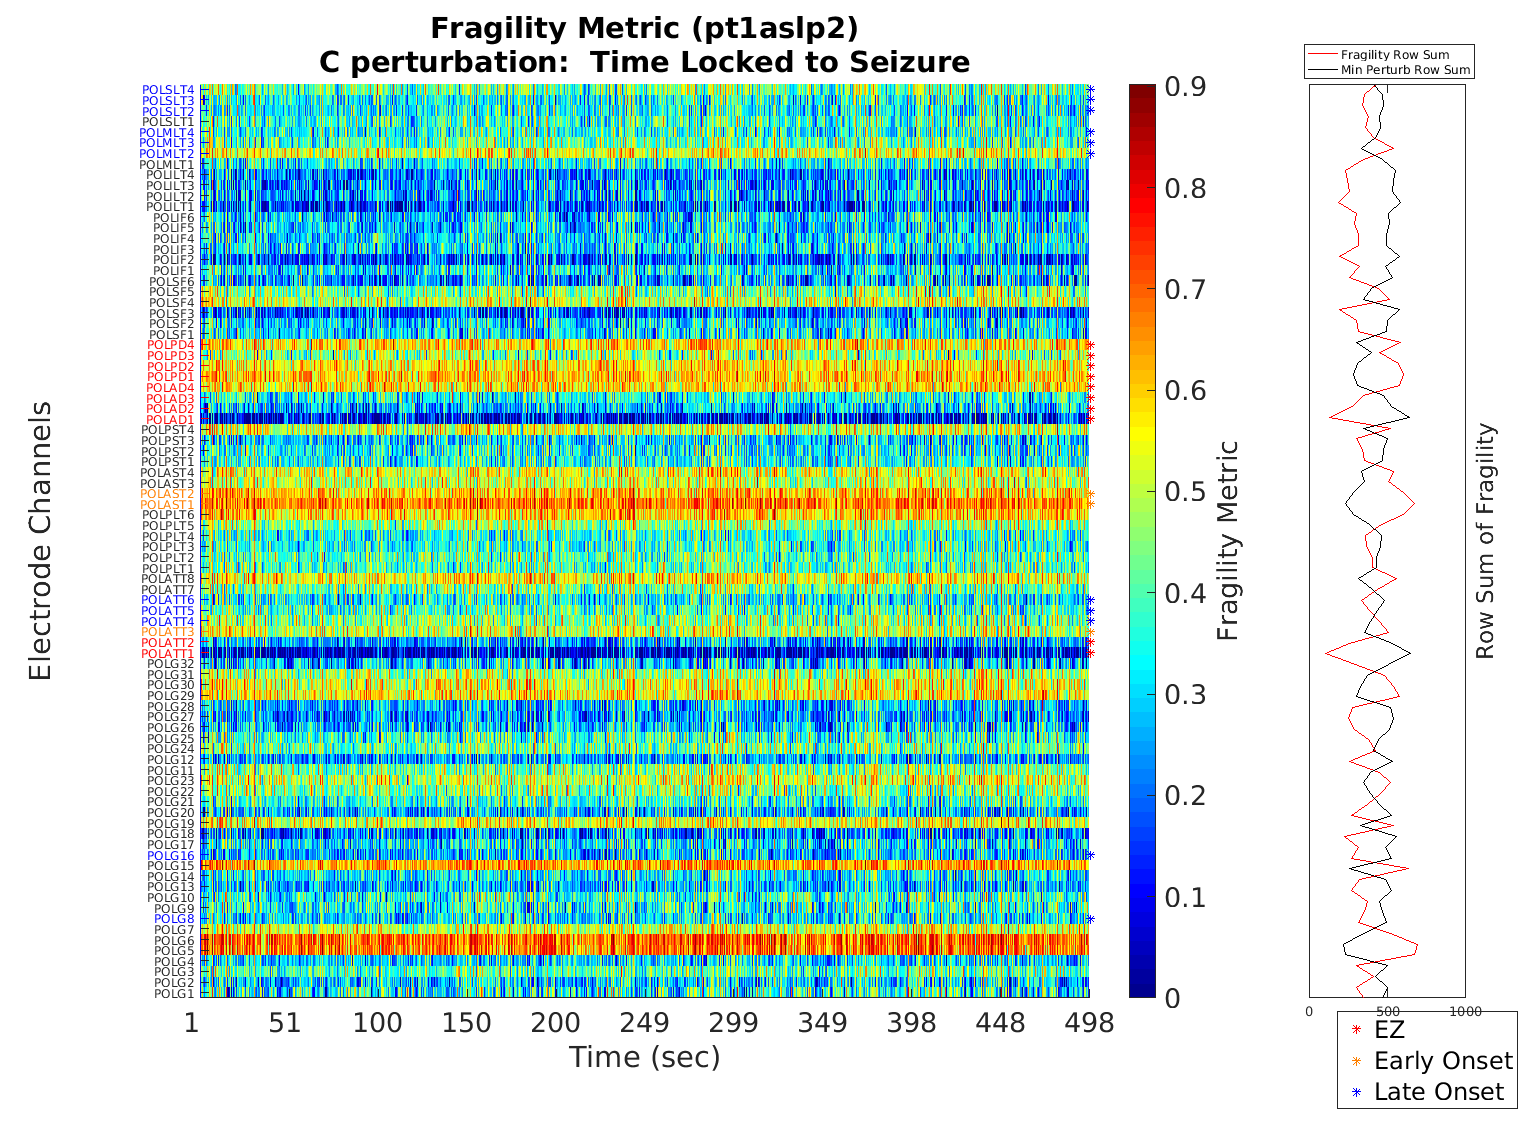 Fragility Metric (pt1aslp2)
C perturbation:  Time Locked to Seizure
Electrode Channels
POLSLT4
POLSLT3
POLSLT2
POLSLT1
POLMLT4
POLMLT3
POLMLT2
POLMLT1
POLILT4
POLILT3
POLILT2
POLILT1
POLIF6
POLIF5
POLIF4
POLIF3
POLIF2
POLIF1
POLSF6
POLSF5
POLSF4
POLSF3
POLSF2
POLSF1
POLPD4
POLPD3
POLPD2
POLPD1
POLAD4
POLAD3
POLAD2
POLAD1
POLPST4
POLPST3
POLPST2
POLPST1
POLAST4
POLAST3
POLAST2
POLAST1
POLPLT6
POLPLT5
POLPLT4
POLPLT3
POLPLT2
POLPLT1
POLATT8
POLATT7
POLATT6
POLATT5
POLATT4
POLATT3
POLATT2
POLATT1
POLG32
POLG31
POLG30
POLG29
POLG28
POLG27
POLG26
POLG25
POLG24
POLG12
POLG11
POLG23
POLG22
POLG21
POLG20
POLG19
POLG18
POLG17
POLG16
POLG15
POLG14
POLG13
POLG10
POLG9
POLG8
POLG7
POLG6
POLG5
POLG4
POLG3
POLG2
POLG1
1 51 100 150 200 249 299 349 398 448 498
Time (sec)
0.9
0.8
0.7
0.6
0.5
0.4
0.3
0.2
0.1
0
Fragility Metric
Fragility Row Sum
Min Perturb Row Sum
0 500 1000
Row Sum of Fragility
EZ
Early Onset
Late Onset